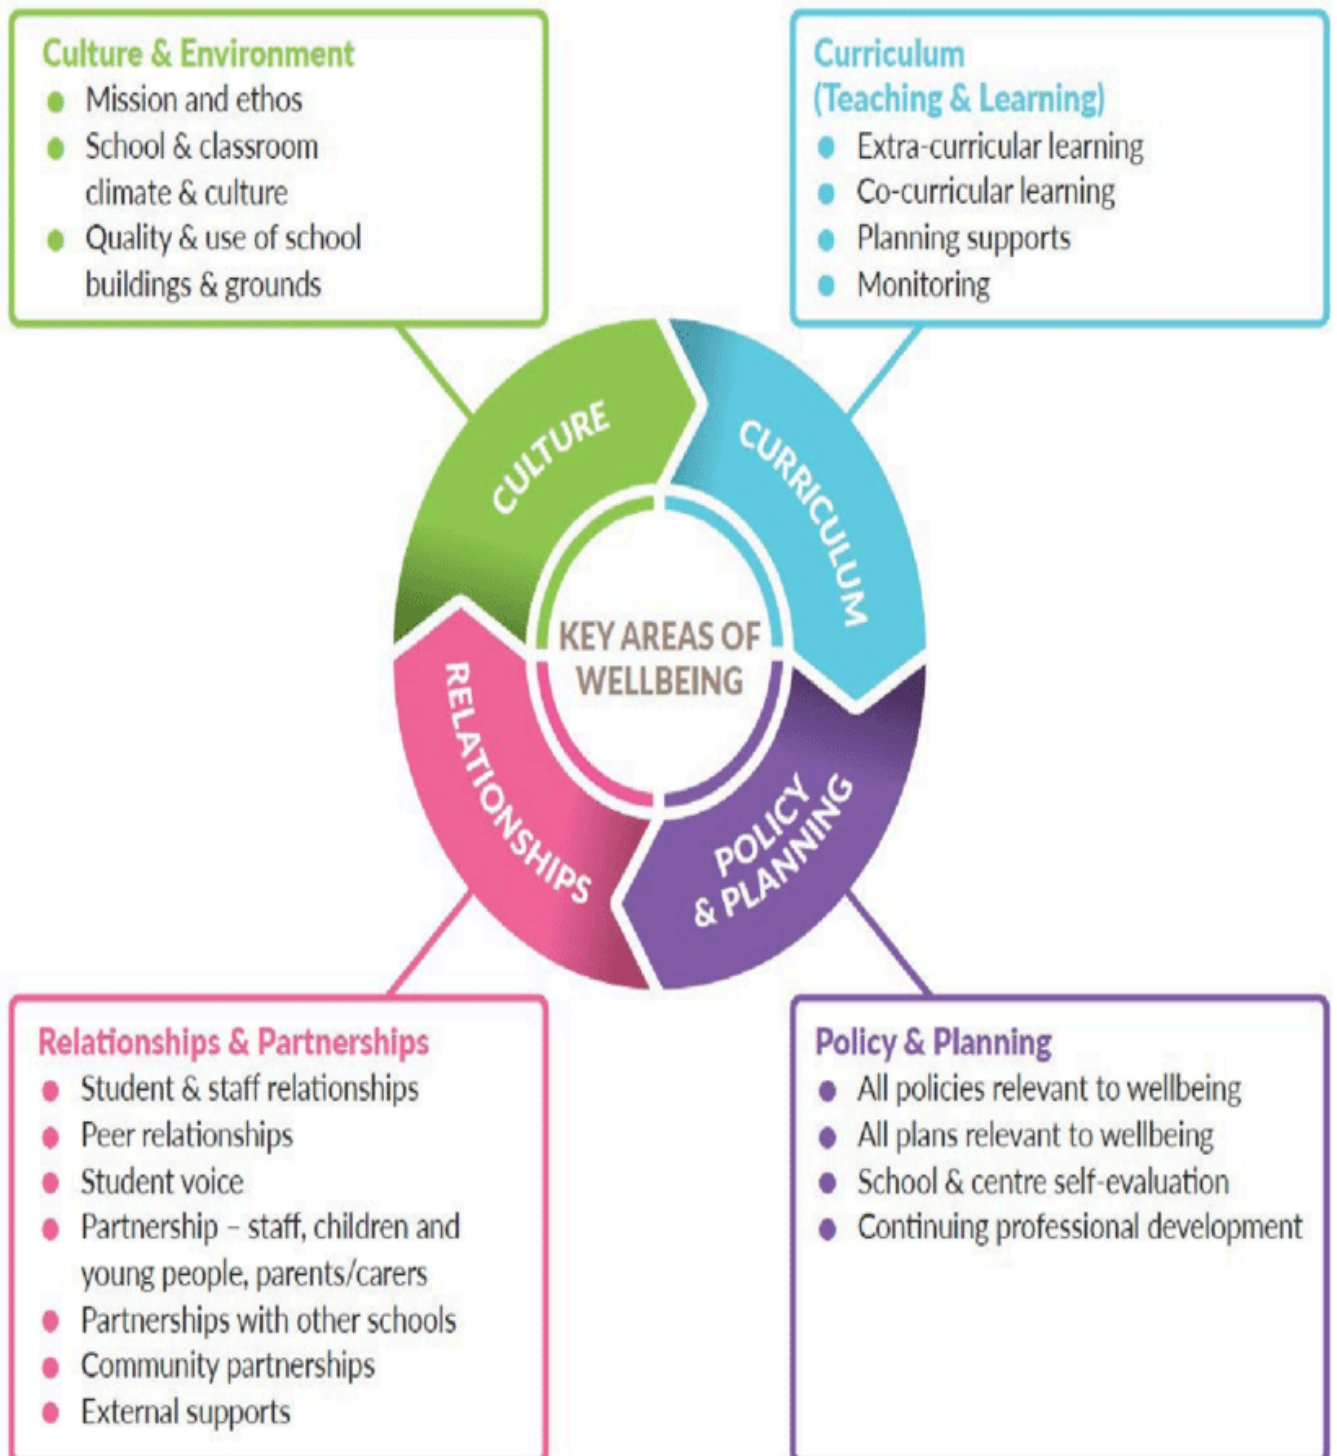 Culture & Environment
● Mission and ethos
● School & classroom
climate & culture
● Quality & use of school
buildings & grounds
Curriculum
(Teaching & Learning)
● Extra-curricular learning
● Co-curricular learning
● Planning supports
● Monitoring
CULTURE
CURRICULUM
KEY AREAS OF
WELLBEING
RELATIONSHIPS
POLICY
& PLANNING
Relationships & Partnerships
● Student & staff relationships
● Peer relationships
● Student voice
● Partnership – staff, children and
young people, parents/carers
● Partnerships with other schools
● Community partnerships
● External supports
Policy & Planning
● All policies relevant to wellbeing
● All plans relevant to wellbeing
● School & centre self-evaluation
● Continuing professional development